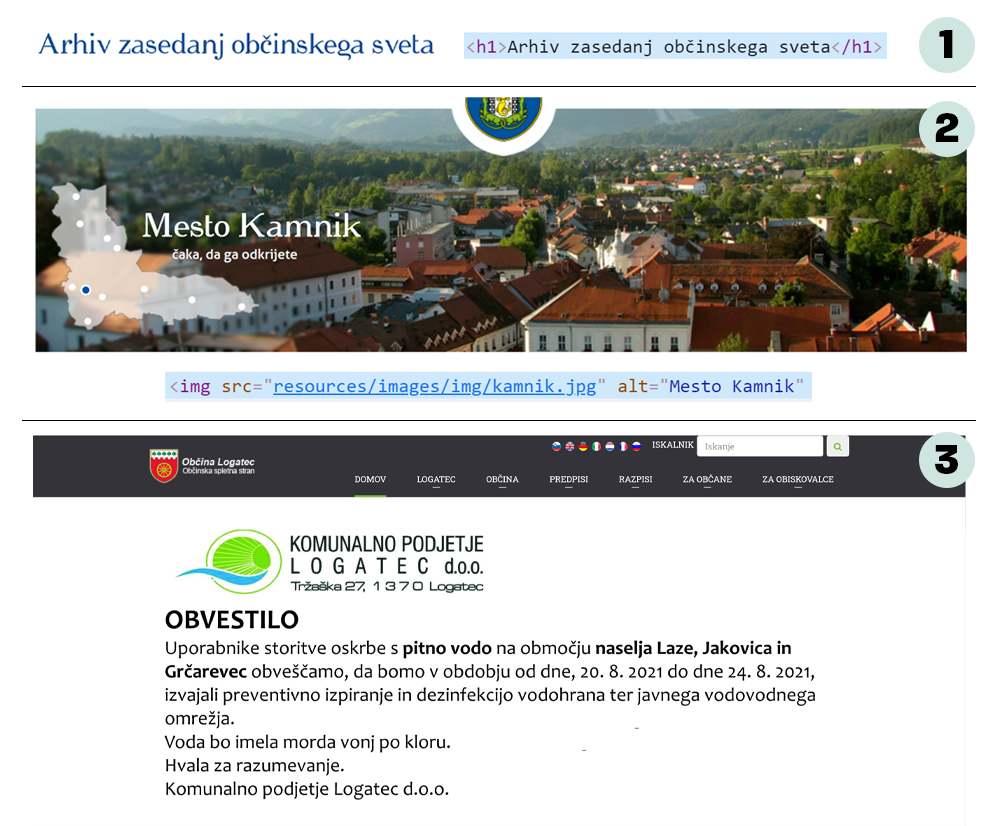 Arhiv zasedanj občinskega sveta
<h1>Arhiv zasedanj občinskega sveta</h1>
1
2
Mesto Kamnik
čaka, da ga odkrijete
<img src="resources/images/img/kamnik.jpg" alt="Mesto Kamnik"
3
ISKALNIK Iskanje
Občina Logatec
Občinska spletna stran
DOMOV LOGATEC OBČINA PREDPISI RAZPISI ZA OBČANE ZA OBISKOVALCE
KOMUNALNO PODJETJE
LOGATEC d.o.o.
Tržaška 27, 1370 Logatec
OBVESTILO
Uporabnike storitve oskrbe s pitno vodo na območju naselja Laze, Jakovica in
Grčarevec obveščamo, da bomo v obdobju od dne, 20. 8. 2021 do dne 24. 8. 2021,
izvajali preventivno izpiranje in dezinfekcijo vodohrana ter javnega vodovodnega
omrežja.
Voda bo imela morda vonj po kloru.
Hvala za razumevanje.
Komunalno podjetje Logatec d.o.o.